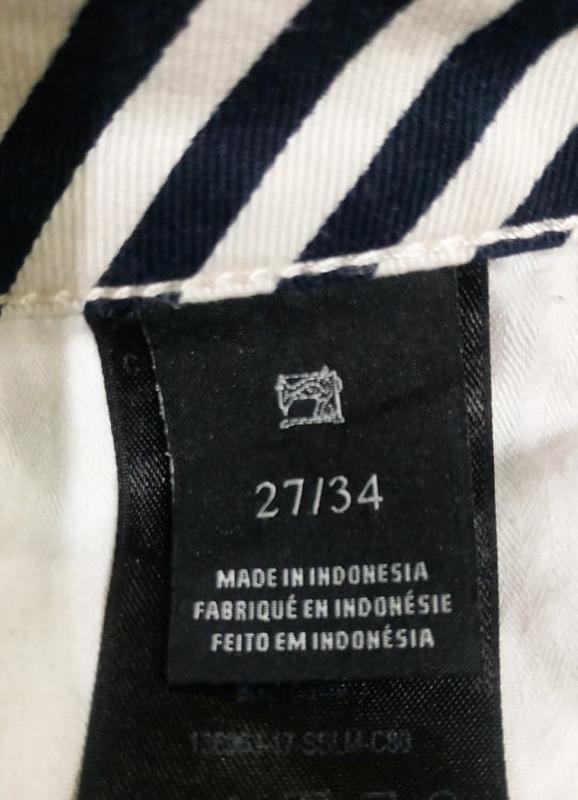 27/34
MADE IN INDONESIA
FABRIQUÉ EN INDONÉSIE
FEITO EM INDONÉSIA